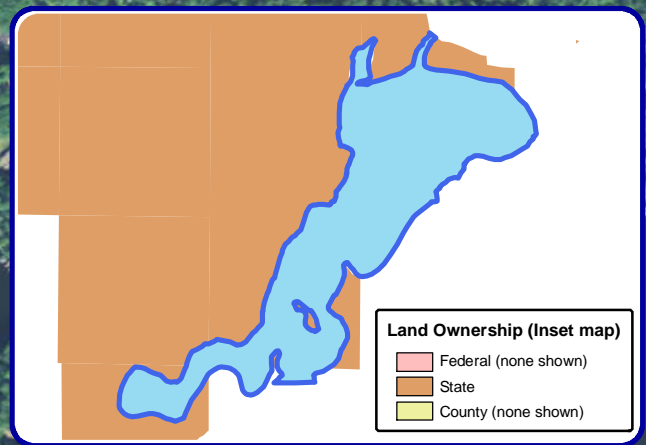 Land Ownership (Inset map)
Federal (none shown)
State
County (none shown)